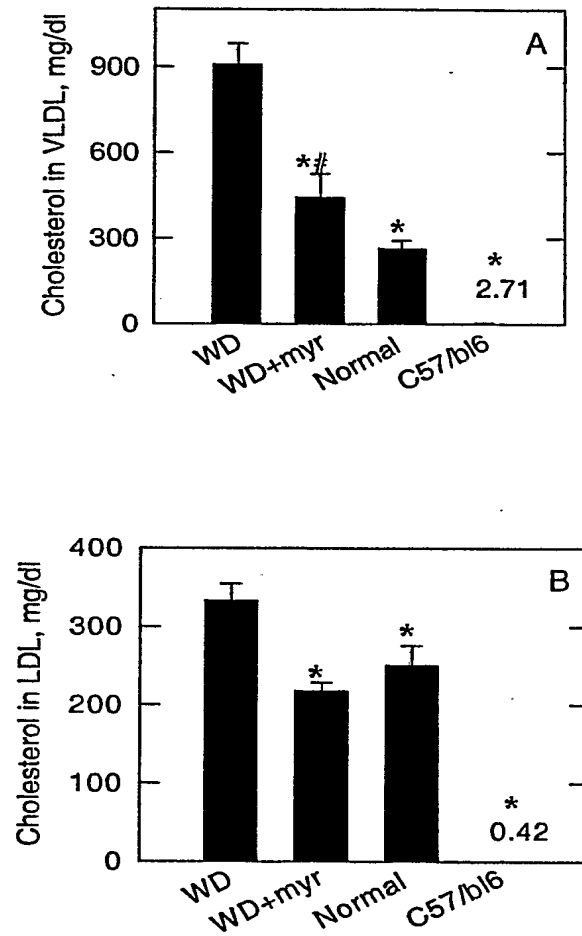 A
Cholesterol in VLDL, mg/dl
900
600
300
0
*#
*
*
2.71
WD
WD+myr
Normal
C57/bl6
B
Cholesterol in LDL, mg/dl
400
300
200
100
0
*
*
*
0.42
WD
WD+myr
Normal
C57/bl6